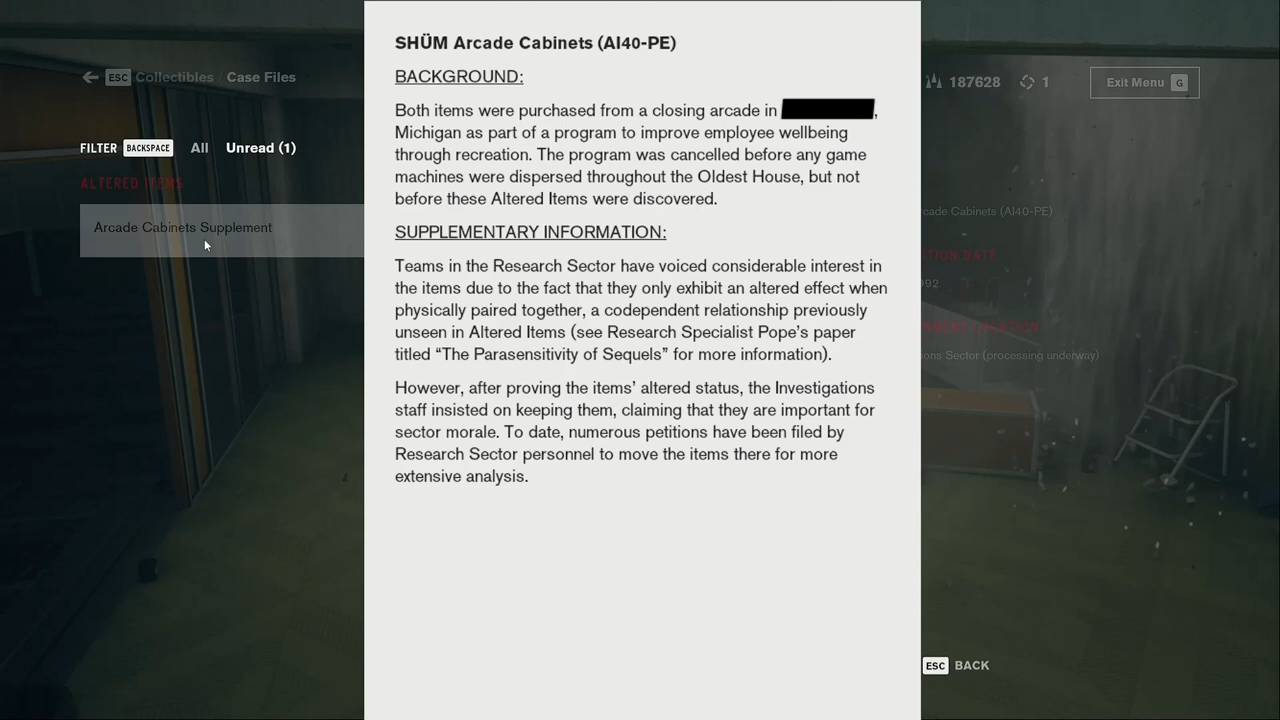 SHÜM Arcade Cabinets (AI40-PE)
BACKGROUND:
Both items were purchased from a closing arcade in ,
Michigan as part of a program to improve employee wellbeing
through recreation. The program was cancelled before any game
machines were dispersed throughout the Oldest House, but not
before these Altered Items were discovered.
SUPPLEMENTARY INFORMATION:
Teams in the Research Sector have voiced considerable interest in
the items due to the fact that they only exhibit an altered effect when
physically paired together, a codependent relationship previously
unseen in Altered Items (see Research Specialist Pope's paper
titled “The Parasensitivity of Sequels” for more information).
However, after proving the items' altered status, the Investigations
staff insisted on keeping them, claiming that they are important for
sector morale. To date, numerous petitions have been filed by
Research Sector personnel to move the items there for more
extensive analysis.
ESC Collectibles / Case Files
FILTER BACKSPACE All Unread (1)
ALTERED ITEMS
Arcade Cabinets Supplement
187628 1
Exit Menu G
Cabinets (AI40-PE)
Sector (processing underway)
ESC BACK